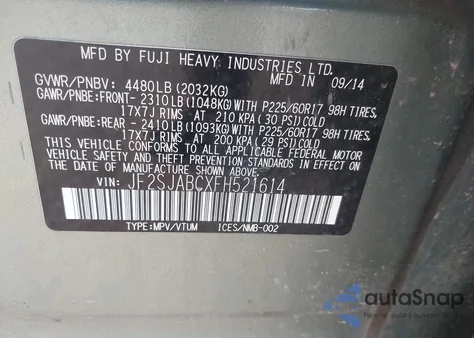 MFD BY FUJI HEAVY INDUSTRIES LTD.
GVWR/PNBV: 4480LB (2032KG) IN 09/14
GAWR/PNBE:FRONT- 2310LB (1048KG) WITH P225/60R17 98H TIRES,
17X7J RIMS AT 210 KPA (30 PSI) COLD
GAWR/PNBE:REAR - 2410LB (1093KG) WITH P225/60R17 98H TIRES,
17X7J RIMS AT 200 KPA (29 PSI) COLD
THIS VEHICLE CONFORMS TO ALL APPLICABLE
FEDERAL MOTOR VEHICLE SAFETY STANDARDS
IN EFFECT ON THE DATE OF MANUFACTURE
SHOWN ABOVE.
VIN: JF2SJABCXFH521614
TYPE:MPV/VTUM ICES/NMB-002
autoSnap